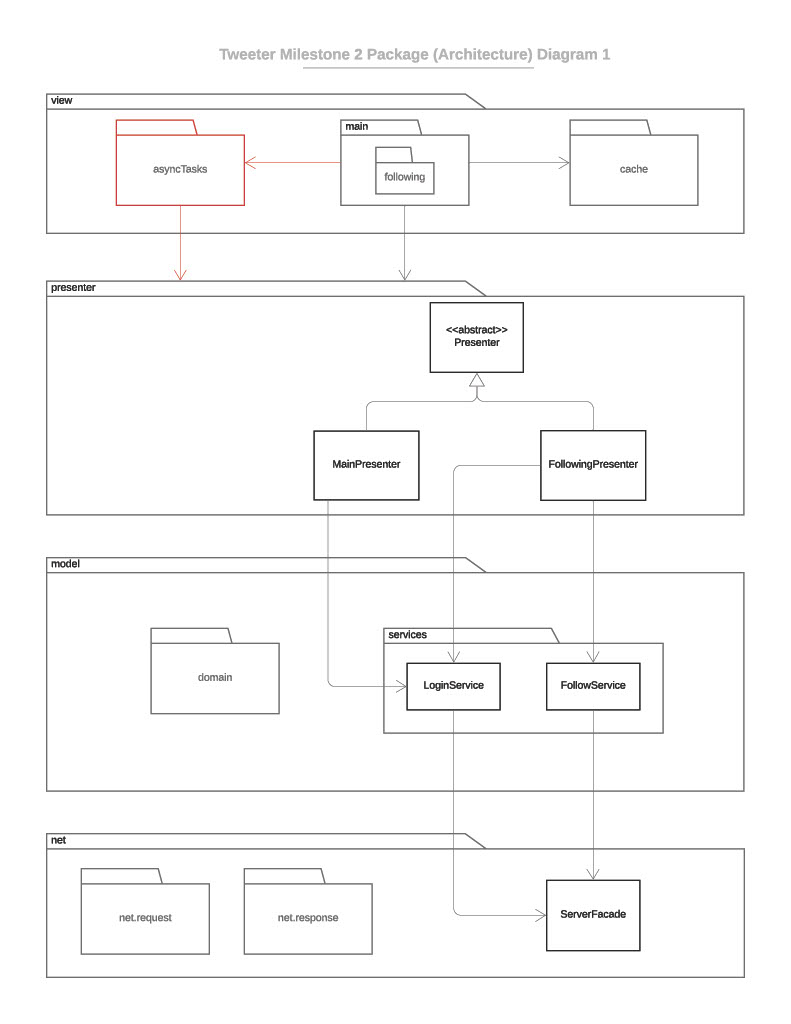 Tweeter Milestone 2 Package (Architecture) Diagram 1
view
asyncTasks
main
following
cache
presenter
<<abstract>>
Presenter
MainPresenter
FollowingPresenter
model
domain
services
LoginService
FollowService
net
net.request
net.response
ServerFacade